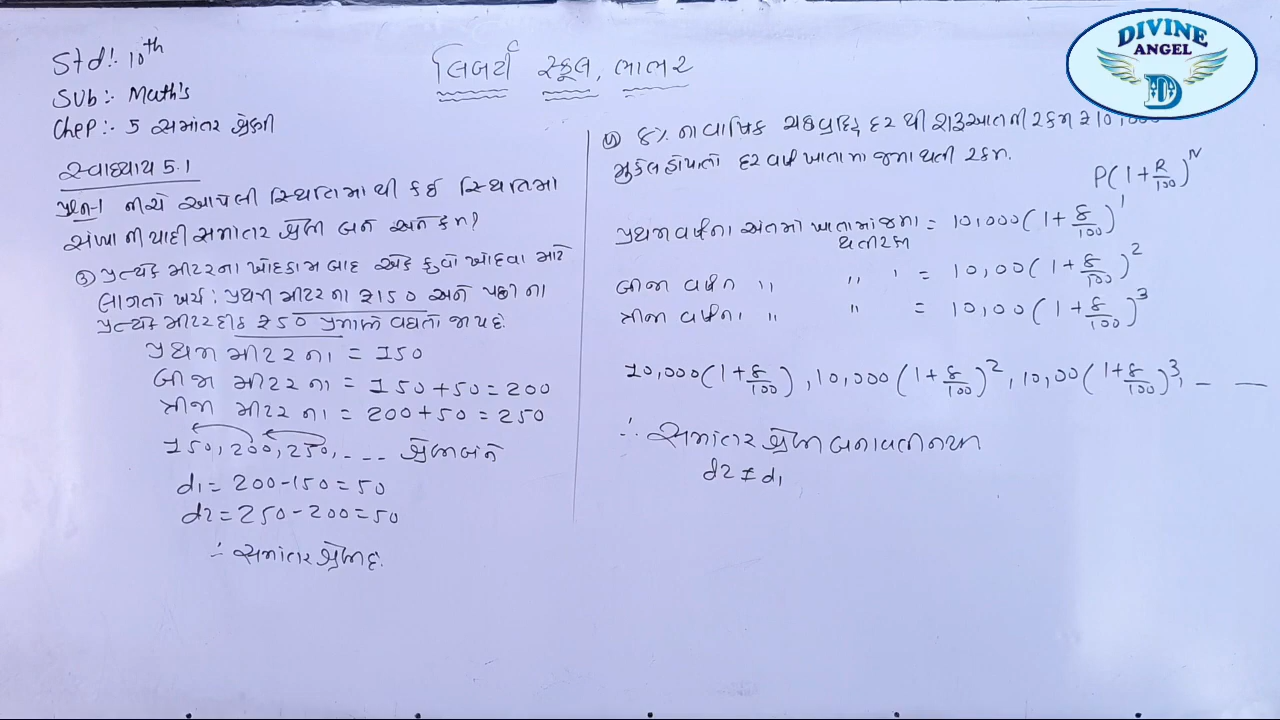 Std:- 10th
Sub:- Math's
Chep:- 5 સમાંતર શ્રેણી
લિબર્ટી સ્કૂલ, ભાભર
DIVINE
ANGEL
D
સ્વાધ્યાય 5.1
પ્રશ્ન-1 નીચે આપેલી સ્થિતિમાંથી કઈ સ્થિતિમાં
સંખ્યાની યાદી સમાંતર શ્રેણી બને અને કેમ?
પ્રત્યેક મીટરના ખોદકામ બાદ એક કૂવો ખોદવા માટે
લાગતો ખર્ચ : પ્રથમ મીટરના ₹150 અને પછીના
પ્રત્યેક મીટર દીઠ ₹50 પ્રમાણે વધતો જાય છે.
પ્રથમ મીટરના = 150
બીજા મીટરના = 150+50=200
ત્રીજા મીટરના = 200+50=250
150, 200, 250, - - - શ્રેણી બને
d1 = 200-150=50
d2 = 250-200=50
∴ સમાંતર શ્રેણી છે.
8% ના વાર્ષિક ચક્રવૃદ્ધિ દર થી શરૂઆતની રકમ ₹10,000
મુકેલ હોય તો દર વર્ષે ખાતામાં જમા થતી રકમ.
P(1+R/100)^N
પ્રથમ વર્ષના અંતમાં ખાતામાં જમા = 10,000(1+8/100)^1
થતી રકમ
બીજા વર્ષના ,, ,, ' = 10,00(1+8/100)^2
ત્રીજા વર્ષના ,, ,, = 10,00(1+8/100)^3
10,000(1+8/100), 10,000(1+8/100)^2, 10,00(1+8/100)^3, - —
∴ સમાંતર શ્રેણી બનાવતી નથી
d2 ≠ d1